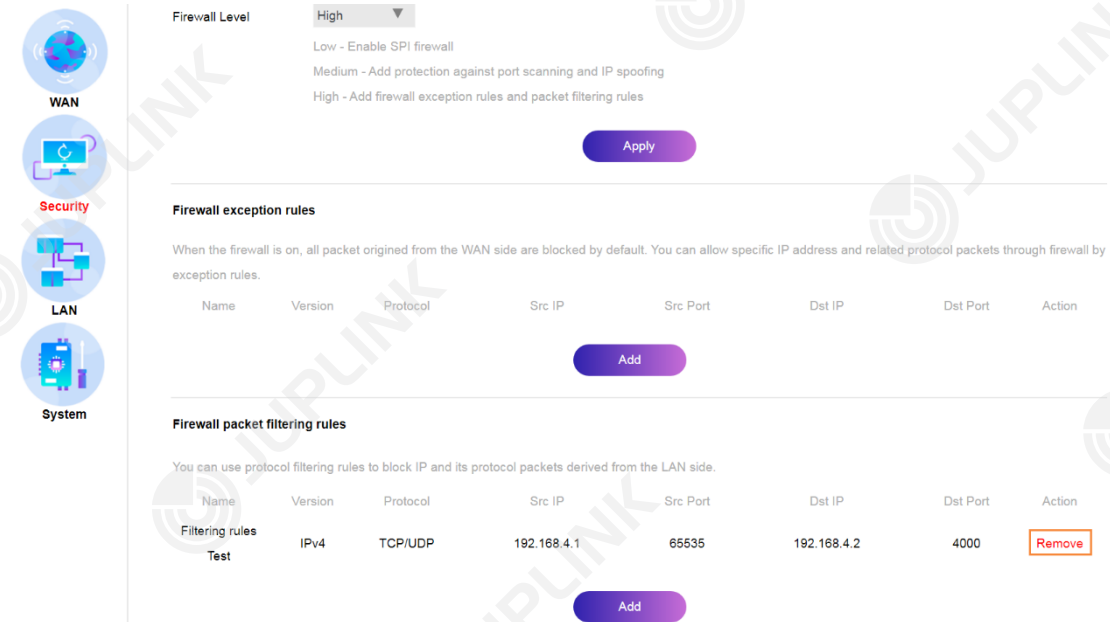 Firewall Level
High
Low - Enable SPI firewall
Medium - Add protection against port scanning and IP spoofing
High - Add firewall exception rules and packet filtering rules
Apply
WAN
Security
LAN
System
Firewall exception rules
When the firewall is on, all packet origined from the WAN side are blocked by default. You can allow specific IP address and related protocol packets through firewall by
exception rules.
Name Version Protocol Src IP Src Port Dst IP Dst Port Action
Add
Firewall packet filtering rules
You can use protocol filtering rules to block IP and its protocol packets derived from the LAN side.
Name Version Protocol Src IP Src Port Dst IP Dst Port Action
Filtering rules
Test
IPv4 TCP/UDP 192.168.4.1 65535 192.168.4.2 4000 Remove
Add
JUPLINK
JUPLINK
JUPLINK
JUPLINK
JUPLINK